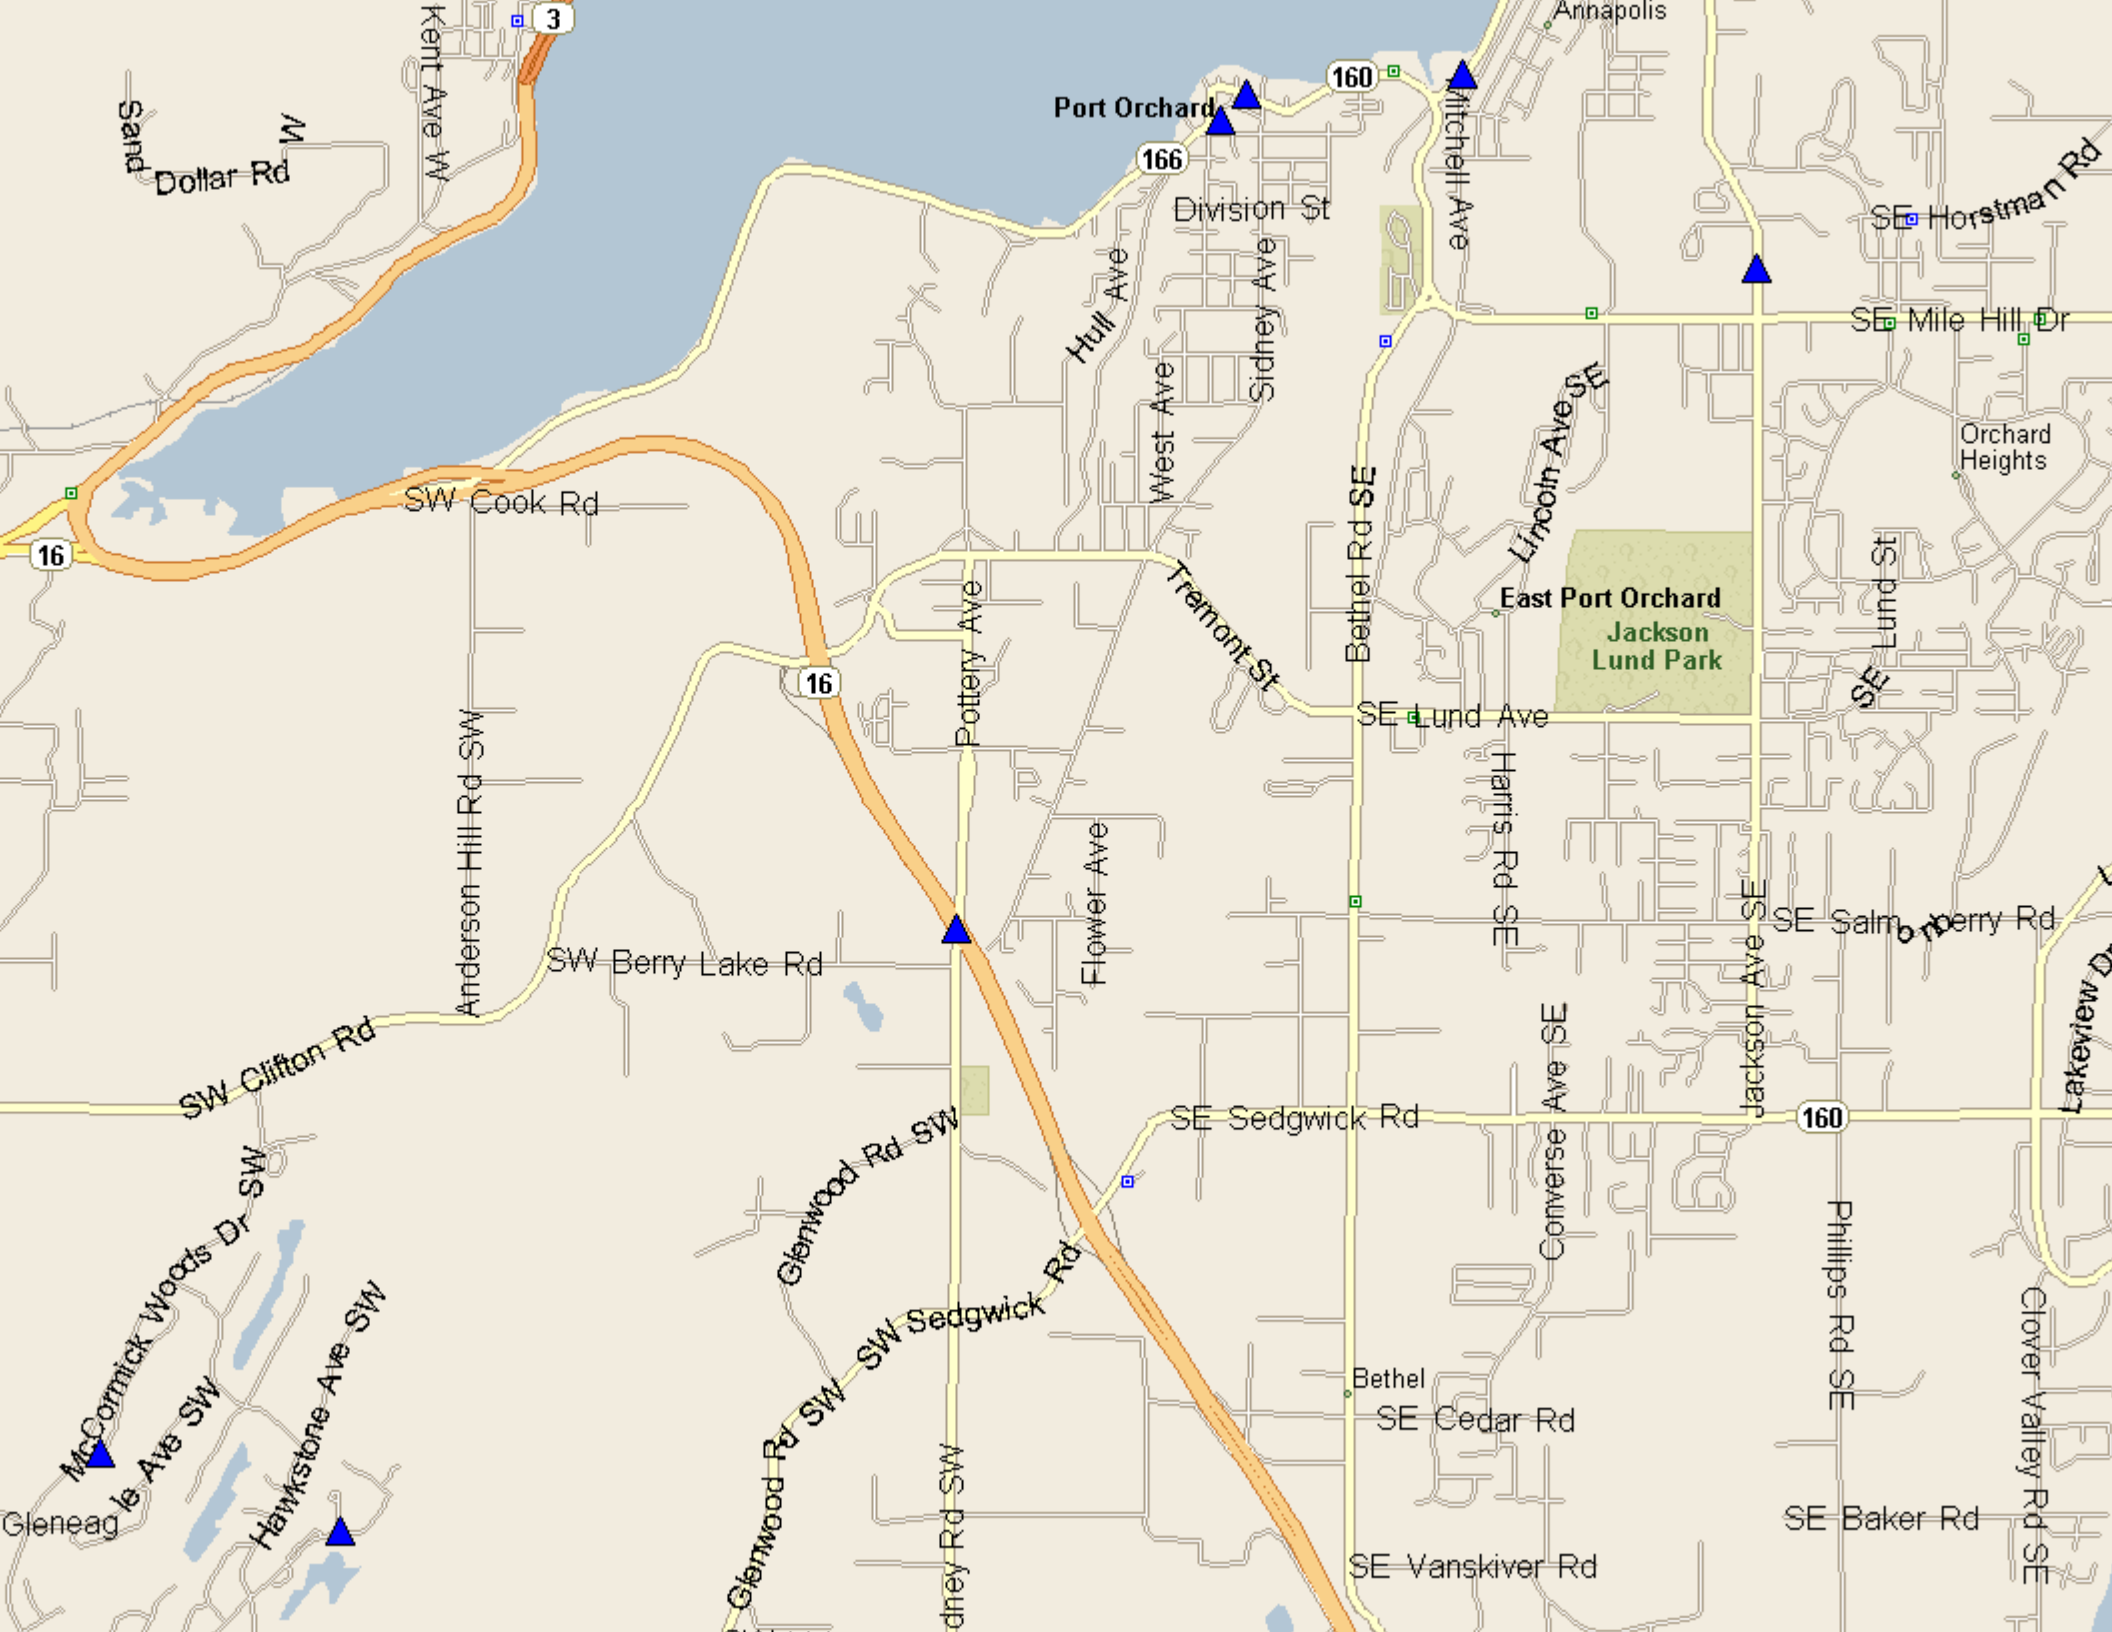 Annapolis
3
Kent Ave W
Sand Dollar Rd W
160
Port Orchard
166
Mitchell Ave
SE Horstman Rd
Division St
Hull Ave
Sidney Ave
SE Mile Hill Dr
West Ave
Lincoln Ave SE
Orchard
Heights
SW Cook Rd
Bethel Rd SE
16
Tremont St
Pottery Ave
East Port Orchard
Jackson
Lund Park
SE Lund St
16
SE Lund Ave
Anderson Hill Rd SW
Harris Rd SE
Flower Ave
Jackson Ave SE
SE Salmonberry Rd
SW Berry Lake Rd
Lakeview Dr
SW Clifton Rd
Converse Ave SE
SE Sedgwick Rd
160
Glenwood Rd SW
McCormick Woods Dr SW
Phillips Rd SE
SW Sedgwick Rd
Hawkstone Ave SW
Clover Valley Rd SE
Bethel
SE Cedar Rd
Glenwood Rd SW
Gleneagle Ave SW
dney Rd SW
SE Baker Rd
SE Vanskiver Rd